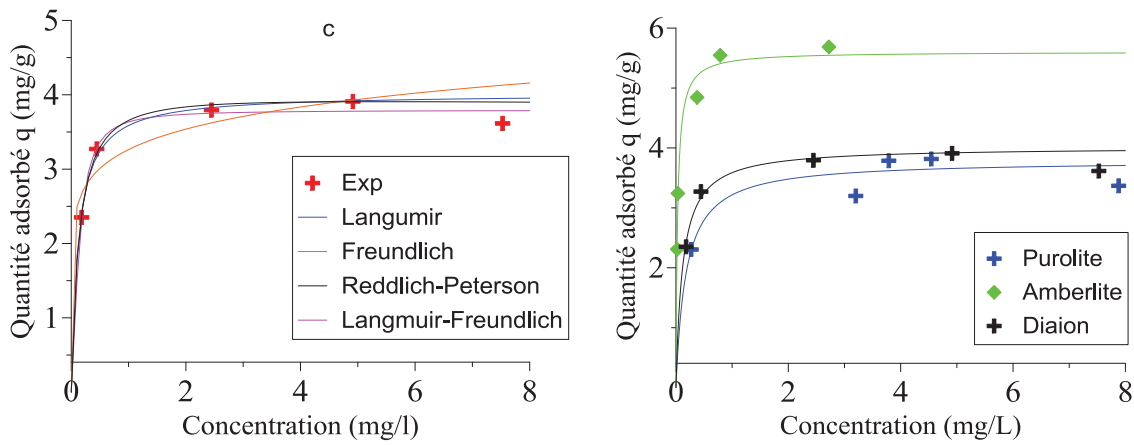 c
Quantité adsorbé q (mg/g)
5
4
3
2
1
0
2
4
6
8
Concentration (mg/l)
Exp
Langumir
Freundlich
Reddlich-Peterson
Langmuir-Freundlich
Quantité adsorbé q (mg/g)
6
4
2
0
2
4
6
8
Concentration (mg/L)
Purolite
Amberlite
Diaion